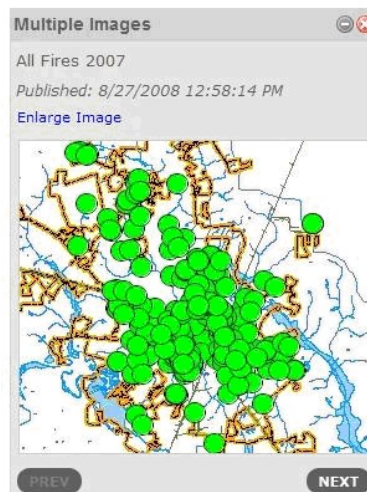 Multiple Images
All Fires 2007
Published: 8/27/2008 12:58:14 PM
Enlarge Image
PREV
NEXT